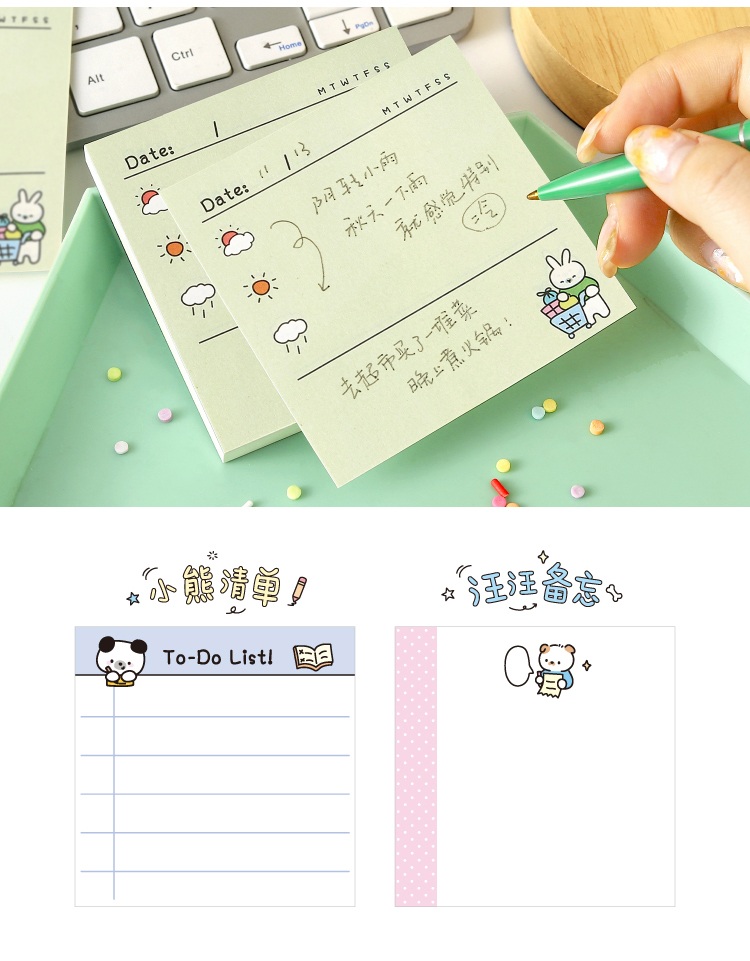 W T F S S
Alt
Ctrl
Home
PgDn
M T W T F S S
Date: /
M T W T F S S
Date: 11 / 13
阴转小雨
秋天一下雨
就感觉特别
冷
去超市买了一堆菜
晚上煮火锅!
小熊清单
汪汪备忘
To-Do List!